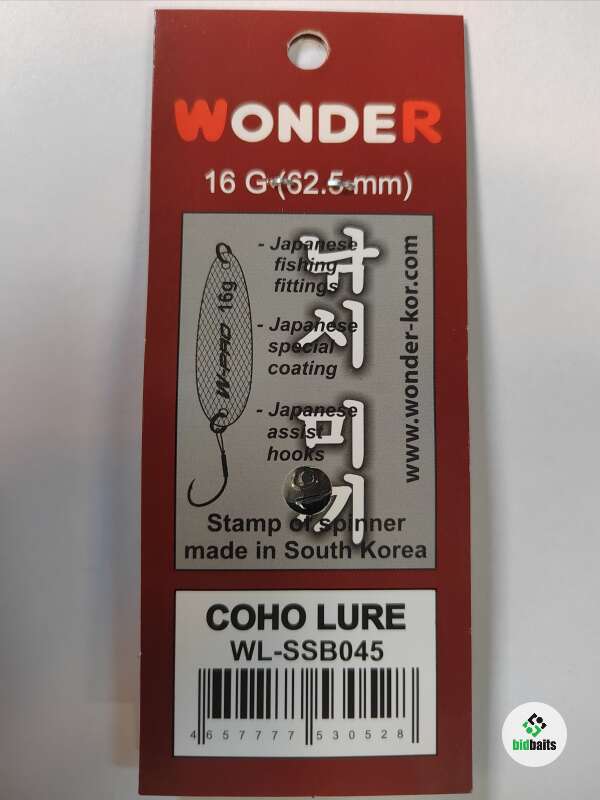 WONDER
16 G (62.5 mm)
- Japanese
fishing
fittings
- Japanese
special
coating
- Japanese
assist
hooks
낚시 미끼
www.wonder-kor.com
W-PRO 16g
Stamp of spinner
made in South Korea
COHO LURE
WL-SSB045
4 657777 530528
bidbaits